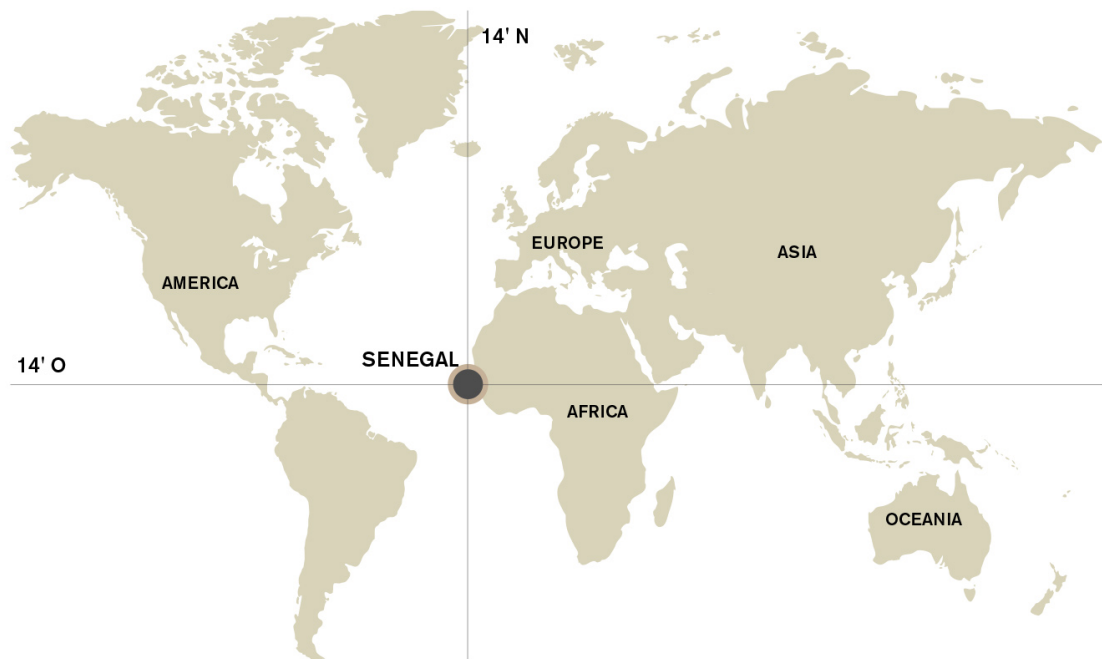 14' N
EUROPE
ASIA
AMERICA
14' O
SENEGAL
AFRICA
OCEANIA